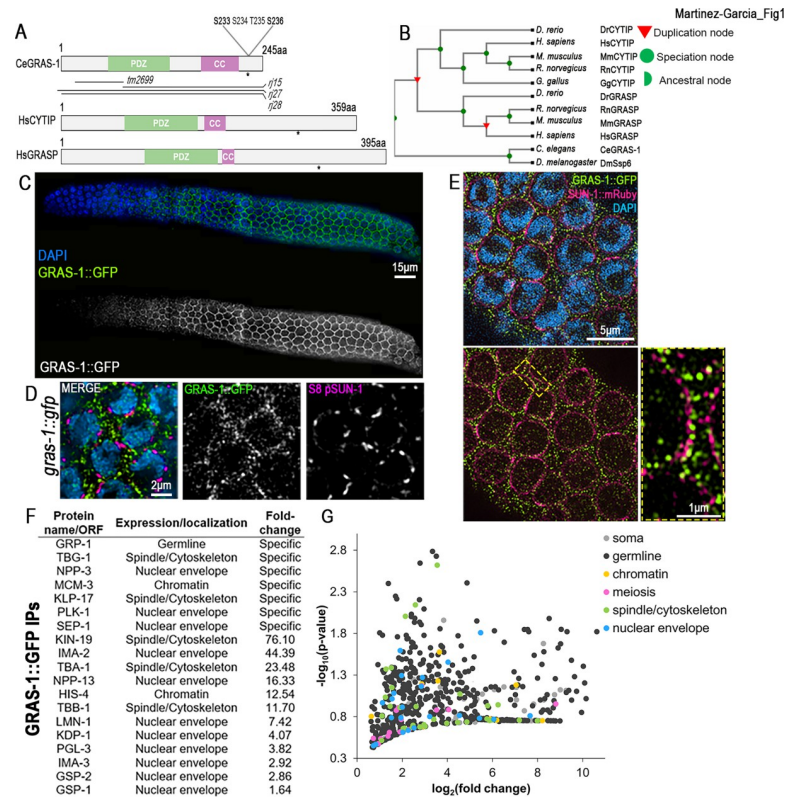 Martinez-Garcia_Fig1
A
S233 S234 T235 S236
1
245aa
CeGRAS-1
PDZ
CC
*
tm2699
rj15
rj27
rj28
1
359aa
HsCYTIP
PDZ
CC
*
1
395aa
HsGRASP
PDZ
CC
*
B
D. rerio DrCYTIP
H. sapiens HsCYTIP
M. musculus MmCYTIP
R. norvegicus RnCYTIP
G. gallus GgCYTIP
D. rerio DrGRASP
R. norvegicus RnGRASP
M. musculus MmGRASP
H. sapiens HsGRASP
C. elegans CeGRAS-1
D. melanogaster DmSsp6
Duplication node
Speciation node
Ancestral node
C
DAPI
GRAS-1::GFP
15µm
GRAS-1::GFP
D
gras-1::gfp
MERGE
2µm
GRAS-1::GFP
S8 pSUN-1
E
GRAS-1::GFP
SUN-1::mRuby
DAPI
5µm
1µm
F
GRAS-1::GFP IPs
Protein name/ORF Expression/localization Fold-change
GRP-1 Germline Specific
TBG-1 Spindle/Cytoskeleton Specific
NPP-3 Nuclear envelope Specific
MCM-3 Chromatin Specific
KLP-17 Spindle/Cytoskeleton Specific
PLK-1 Nuclear envelope Specific
SEP-1 Nuclear envelope Specific
KIN-19 Spindle/Cytoskeleton 76.10
IMA-2 Nuclear envelope 44.39
TBA-1 Spindle/Cytoskeleton 23.48
NPP-13 Nuclear envelope 16.33
HIS-4 Chromatin 12.54
TBB-1 Spindle/Cytoskeleton 11.70
LMN-1 Nuclear envelope 7.42
KDP-1 Nuclear envelope 4.07
PGL-3 Nuclear envelope 3.82
IMA-3 Nuclear envelope 2.92
GSP-2 Nuclear envelope 2.86
GSP-1 Nuclear envelope 1.64
G
-log10(p-value)
2.8
2.3
1.8
1.3
0.8
0.3
0 2 4 6 8 10
log2(fold change)
soma
germline
chromatin
meiosis
spindle/cytoskeleton
nuclear envelope